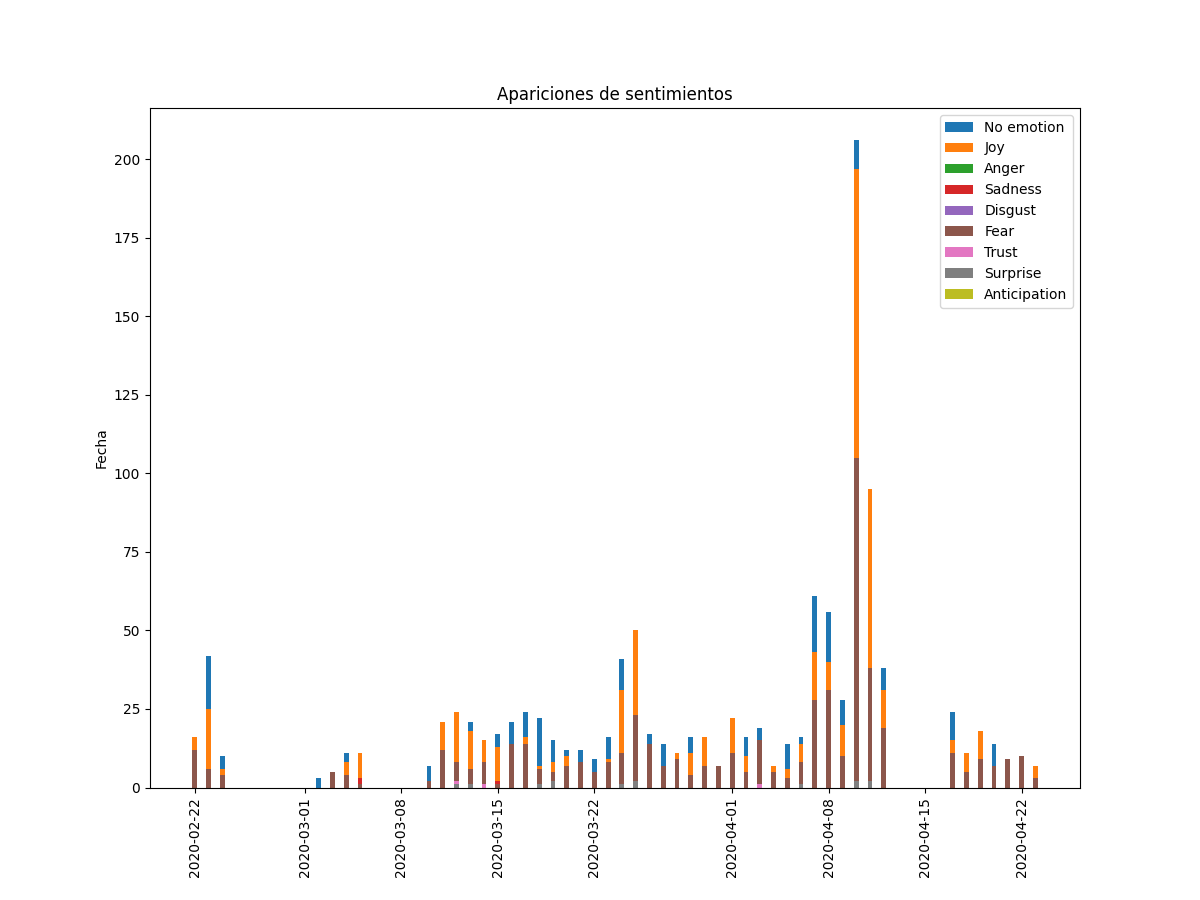 Apariciones de sentimientos
No emotion
Joy
Anger
Sadness
Disgust
Fear
Trust
Surprise
Anticipation
Fecha
200
175
150
125
100
75
50
25
0
2020-02-22
2020-03-01
2020-03-08
2020-03-15
2020-03-22
2020-04-01
2020-04-08
2020-04-15
2020-04-22